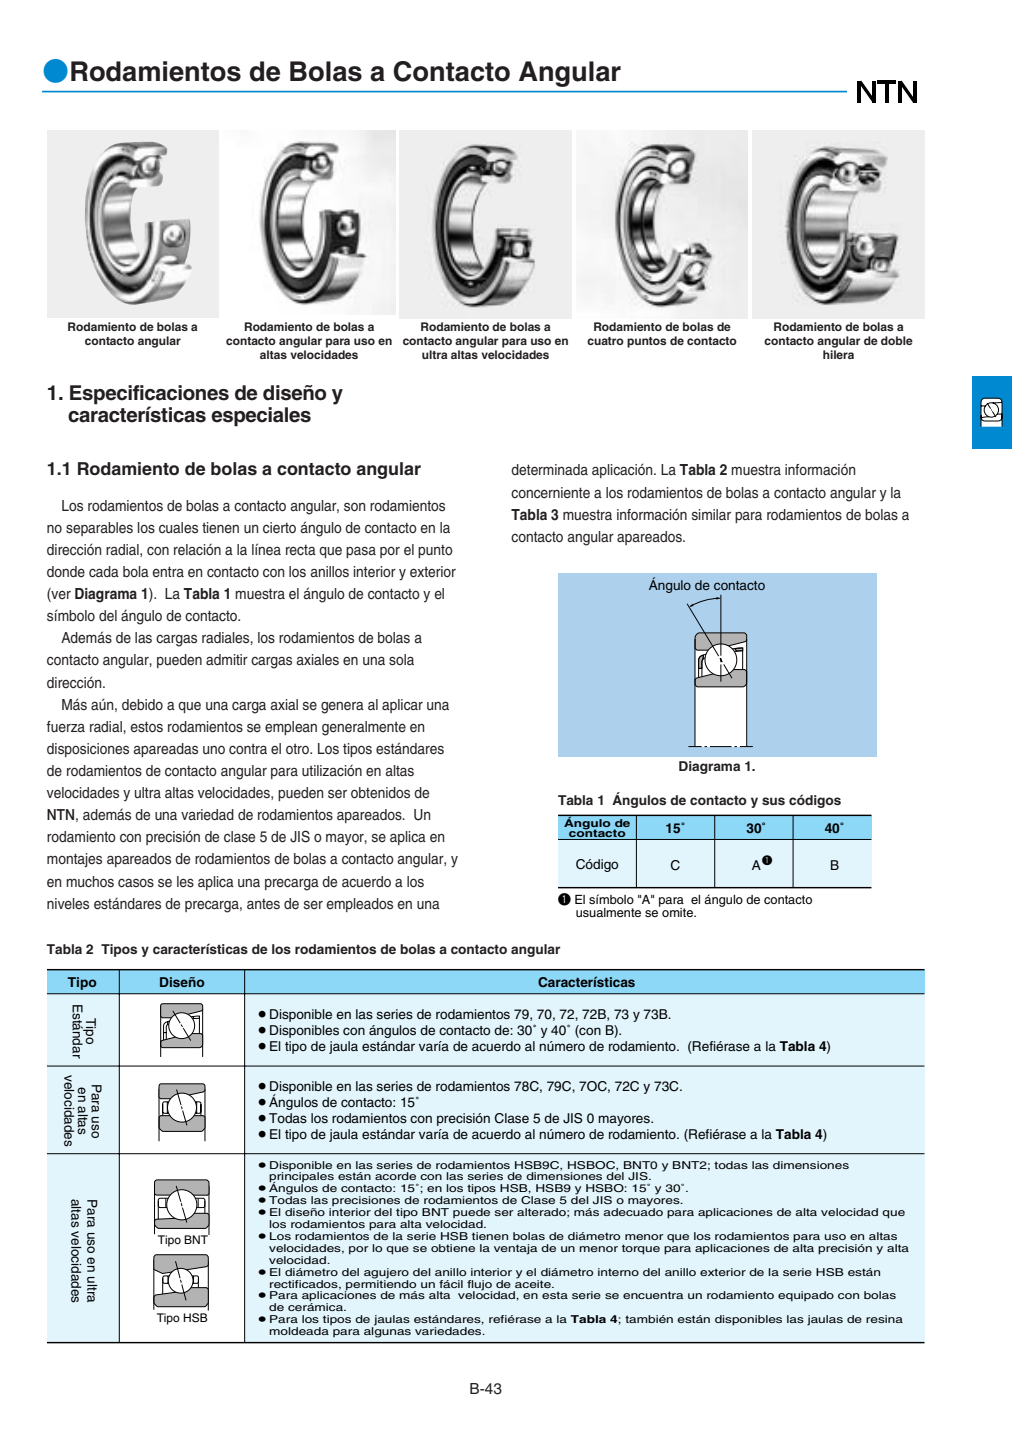 ●Rodamientos de Bolas a Contacto Angular
NTN
Rodamiento de bolas a
contacto angular
Rodamiento de bolas a
contacto angular para uso en
altas velocidades
Rodamiento de bolas a
contacto angular para uso en
ultra altas velocidades
Rodamiento de bolas de
cuatro puntos de contacto
Rodamiento de bolas a
contacto angular de doble
hilera
1. Especificaciones de diseño y
características especiales
1.1 Rodamiento de bolas a contacto angular
Los rodamientos de bolas a contacto angular, son rodamientos
no separables los cuales tienen un cierto ángulo de contacto en la
dirección radial, con relación a la línea recta que pasa por el punto
donde cada bola entra en contacto con los anillos interior y exterior
(ver Diagrama 1). La Tabla 1 muestra el ángulo de contacto y el
símbolo del ángulo de contacto.
Además de las cargas radiales, los rodamientos de bolas a
contacto angular, pueden admitir cargas axiales en una sola
dirección.
Más aún, debido a que una carga axial se genera al aplicar una
fuerza radial, estos rodamientos se emplean generalmente en
disposiciones apareadas uno contra el otro. Los tipos estándares
de rodamientos de contacto angular para utilización en altas
velocidades y ultra altas velocidades, pueden ser obtenidos de
NTN, además de una variedad de rodamientos apareados. Un
rodamiento con precisión de clase 5 de JIS o mayor, se aplica en
montajes apareados de rodamientos de bolas a contacto angular, y
en muchos casos se les aplica una precarga de acuerdo a los
niveles estándares de precarga, antes de ser empleados en una
determinada aplicación. La Tabla 2 muestra información
concerniente a los rodamientos de bolas a contacto angular y la
Tabla 3 muestra información similar para rodamientos de bolas a
contacto angular apareados.
Ángulo de contacto
Diagrama 1.
Tabla 1 Ángulos de contacto y sus códigos
Ángulo de
contacto
15˚
30˚
40˚
Código
C
A❶
B
❶ El símbolo "A" para el ángulo de contacto
usualmente se omite.
Tabla 2 Tipos y características de los rodamientos de bolas a contacto angular
Tipo
Diseño
Características
Tipo
Estándar
● Disponible en las series de rodamientos 79, 70, 72, 72B, 73 y 73B.
● Disponibles con ángulos de contacto de: 30˚ y 40˚ (con B).
● El tipo de jaula estándar varía de acuerdo al número de rodamiento. (Refiérase a la Tabla 4)
Para uso
en altas
velocidades
● Disponible en las series de rodamientos 78C, 79C, 7OC, 72C y 73C.
● Ángulos de contacto: 15˚
● Todas los rodamientos con precisión Clase 5 de JIS 0 mayores.
● El tipo de jaula estándar varía de acuerdo al número de rodamiento. (Refiérase a la Tabla 4)
Para uso en ultra
altas velocidades
Tipo BNT
Tipo HSB
● Disponible en las series de rodamientos HSB9C, HSBOC, BNT0 y BNT2; todas las dimensiones
principales están acorde con las series de dimensiones del JIS.
● Ángulos de contacto: 15˚; en los tipos HSB, HSB9 y HSBO: 15˚ y 30˚.
● Todas las precisiones de rodamientos de Clase 5 del JIS o mayores.
● El diseño interior del tipo BNT puede ser alterado; más adecuado para aplicaciones de alta velocidad que
los rodamientos para alta velocidad.
● Los rodamientos de la serie HSB tienen bolas de diámetro menor que los rodamientos para uso en altas
velocidades, por lo que se obtiene la ventaja de un menor torque para aplicaciones de alta precisión y alta
velocidad.
● El diámetro del agujero del anillo interior y el diámetro interno del anillo exterior de la serie HSB están
rectificados, permitiendo un fácil flujo de aceite.
● Para aplicaciones de más alta velocidad, en esta serie se encuentra un rodamiento equipado con bolas
de cerámica.
● Para los tipos de jaulas estándares, refiérase a la Tabla 4; también están disponibles las jaulas de resina
moldeada para algunas variedades.
B-43